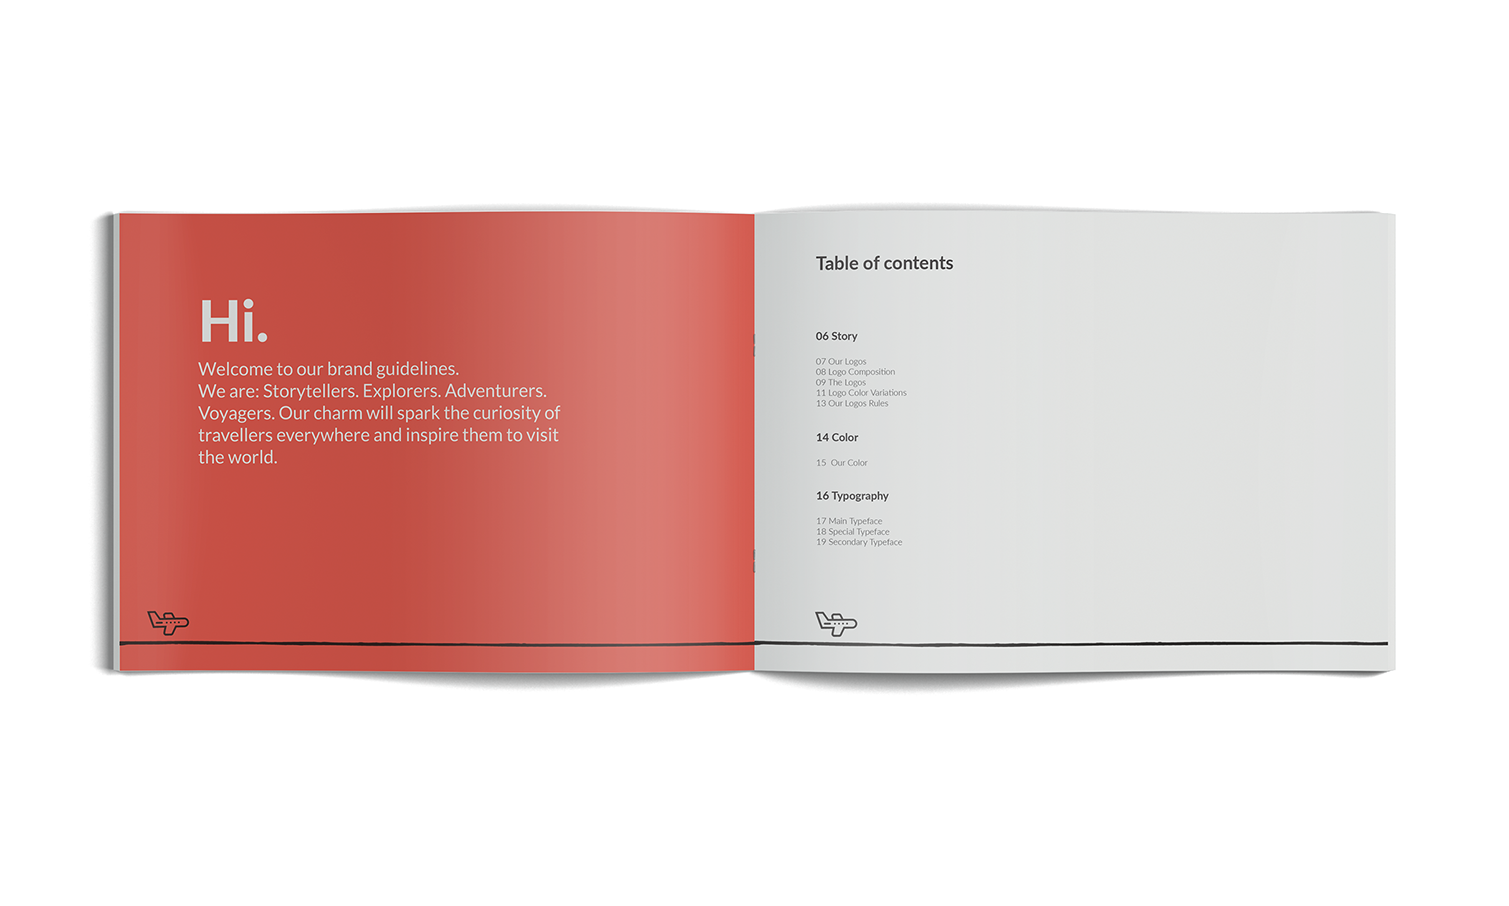 Hi.
Welcome to our brand guidelines.
We are: Storytellers. Explorers. Adventurers.
Voyagers. Our charm will spark the curiosity of
travellers everywhere and inspire them to visit
the world.
Table of contents
06 Story
07 Our Logos
08 Logo Composition
09 The Logos
11 Logo Color Variations
13 Our Logos Rules
14 Color
15 Our Color
16 Typography
17 Main Typeface
18 Special Typeface
19 Secondary Typeface